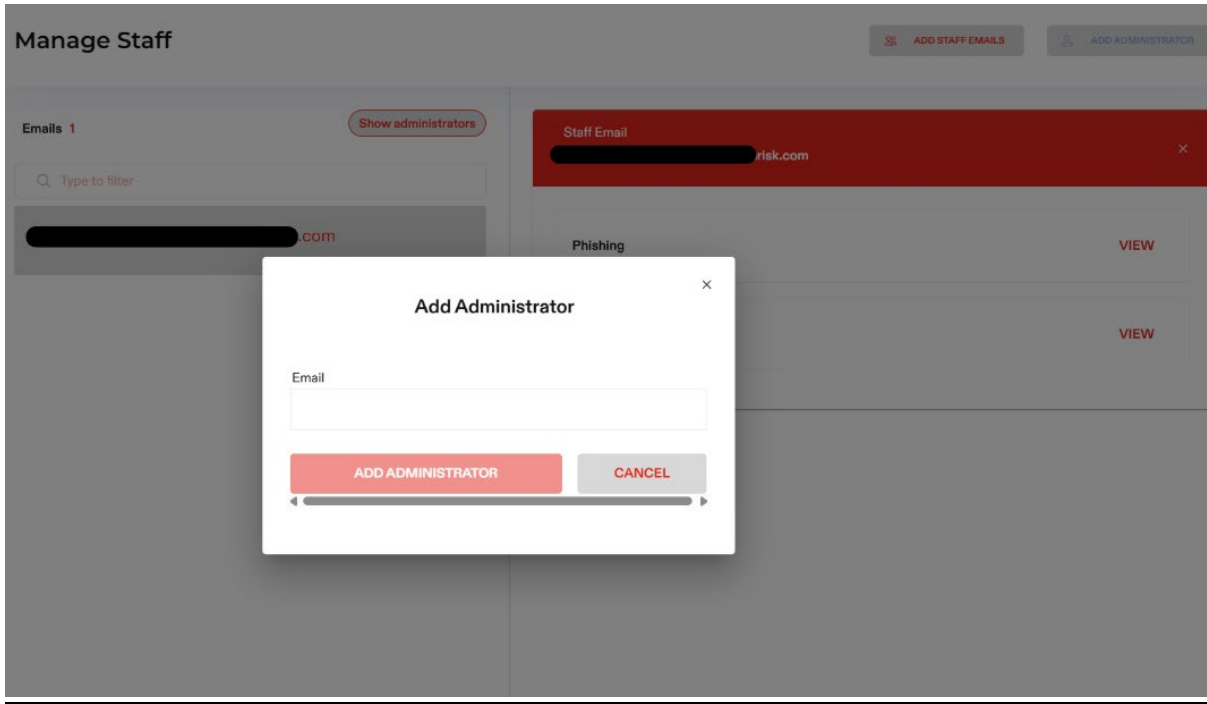 Manage Staff
ADD STAFF EMAILS
ADD ADMINISTRATOR
Emails 1
Show administrators
Type to filter
.com
Staff Email
risk.com
Phishing
VIEW
VIEW
Add Administrator
Email
ADD ADMINISTRATOR
CANCEL